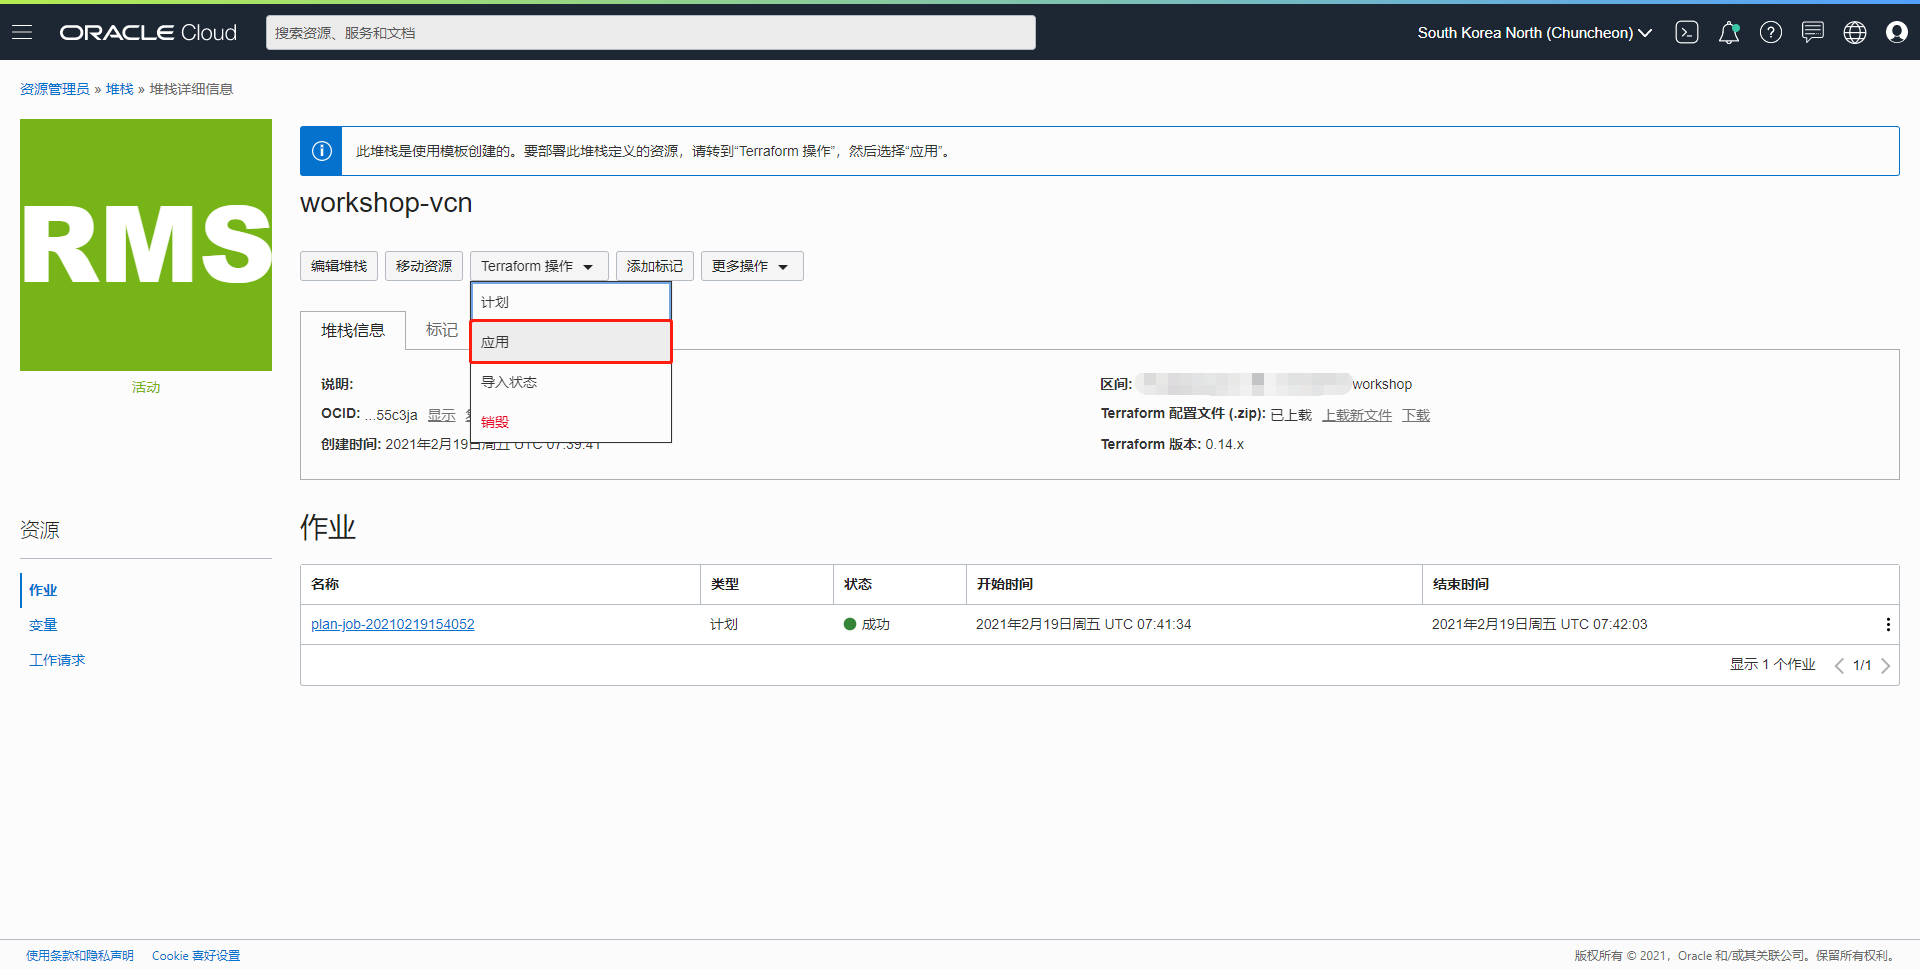 ORACLE Cloud
搜索资源、服务和文档
South Korea North (Chuncheon)
资源管理员 » 堆栈 » 堆栈详细信息
RMS
活动
此堆栈是使用模板创建的。要部署此堆栈定义的资源，请转到“Terraform 操作”，然后选择“应用”。
workshop-vcn
编辑堆栈 移动资源 Terraform 操作 添加标记 更多操作
计划
应用
导入状态
销毁
堆栈信息 标记
说明:
OCID: ...55c3ja 显示
创建时间: 2021年2月19日周五 UTC 07:39:41
区间: workshop
Terraform 配置文件 (.zip): 已上载 上载新文件 下载
Terraform 版本: 0.14.x
资源
作业
变量
工作请求
作业
名称 类型 状态 开始时间 结束时间
plan-job-20210219154052 计划 成功 2021年2月19日周五 UTC 07:41:34 2021年2月19日周五 UTC 07:42:03
显示 1 个作业 1/1
使用条款和隐私声明 Cookie 喜好设置
版权所有 © 2021，Oracle 和/或其关联公司。保留所有权利。